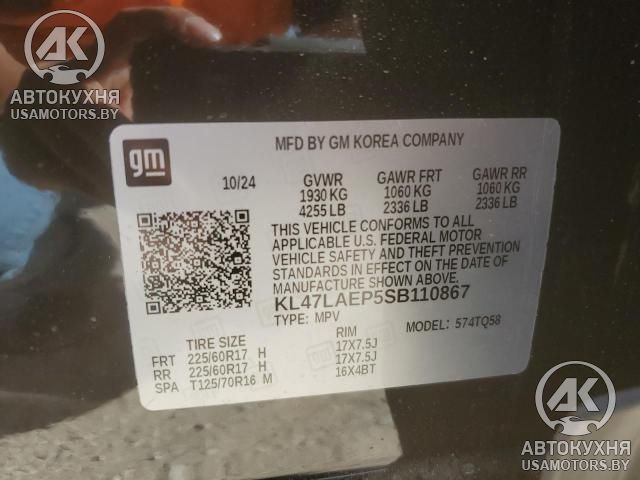 AK
АВТОКУХНЯ
USAMOTORS.BY
gm
MFD BY GM KOREA COMPANY
10/24
GVWR GAWR FRT GAWR RR
1930 KG 1060 KG 1060 KG
4255 LB 2336 LB 2336 LB
THIS VEHICLE CONFORMS TO ALL
APPLICABLE U.S. FEDERAL MOTOR
VEHICLE SAFETY AND THEFT PREVENTION
STANDARDS IN EFFECT ON THE DATE OF
MANUFACTURE SHOWN ABOVE.
KL47LAEP5SB110867
TYPE: MPV MODEL: 574TQ58
TIRE SIZE RIM
FRT 225/60R17 H 17X7.5J
RR 225/60R17 H 17X7.5J
SPA T125/70R16 M 16X4BT
AK
АВТОКУХНЯ
USAMOTORS.BY